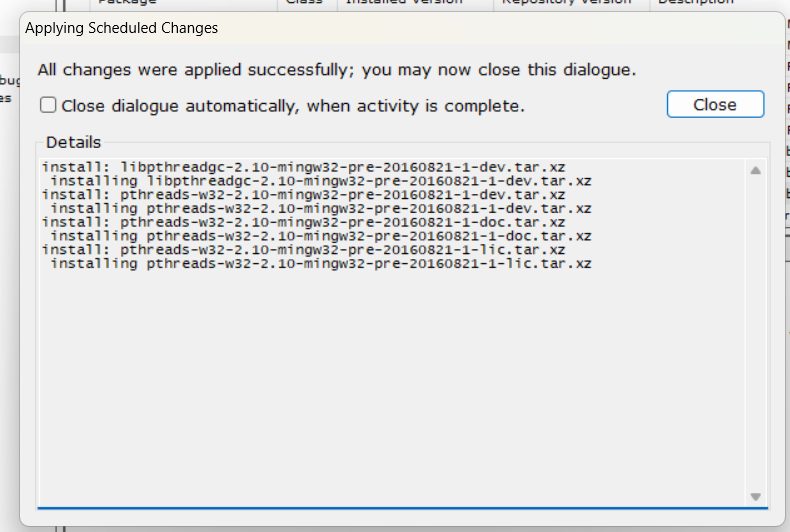 Package Class Installed Version Repository Version Description
Applying Scheduled Changes
All changes were applied successfully; you may now close this dialogue.
Close dialogue automatically, when activity is complete.
Close
Details
install: libpthreadgc-2.10-mingw32-pre-20160821-1-dev.tar.xz
installing libpthreadgc-2.10-mingw32-pre-20160821-1-dev.tar.xz
install: pthreads-w32-2.10-mingw32-pre-20160821-1-dev.tar.xz
installing pthreads-w32-2.10-mingw32-pre-20160821-1-dev.tar.xz
install: pthreads-w32-2.10-mingw32-pre-20160821-1-doc.tar.xz
installing pthreads-w32-2.10-mingw32-pre-20160821-1-doc.tar.xz
install: pthreads-w32-2.10-mingw32-pre-20160821-1-lic.tar.xz
installing pthreads-w32-2.10-mingw32-pre-20160821-1-lic.tar.xz